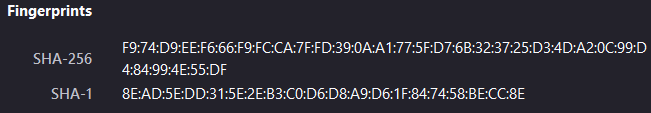 Fingerprints
SHA-256 F9:74:D9:EE:F6:66:F9:FC:CA:7F:FD:39:0A:A1:77:5F:D7:6B:32:37:25:D3:4D:A2:0C:99:D
4:84:99:4E:55:DF
SHA-1 8E:AD:5E:DD:31:5E:2E:B3:C0:D6:D8:A9:D6:1F:84:74:58:BE:CC:8E